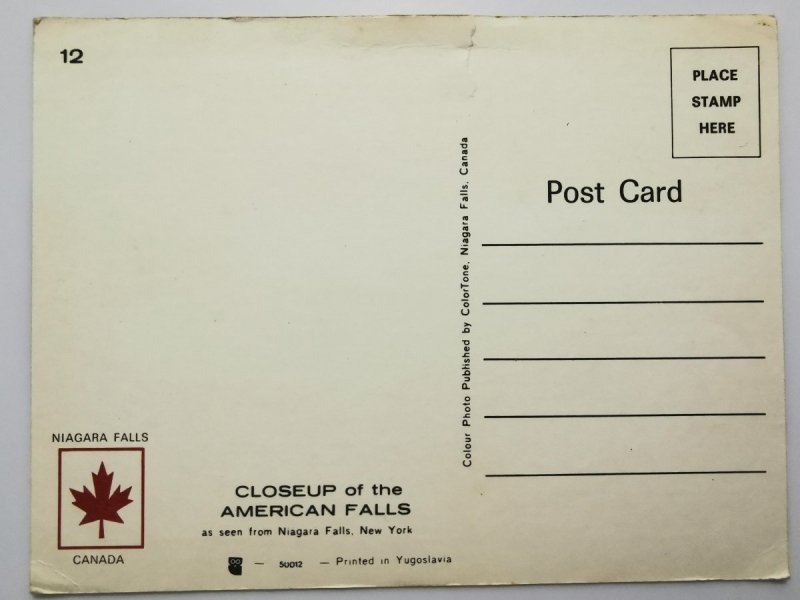 12
PLACE
STAMP
HERE
Post Card
Colour Photo Published by ColorTone, Niagara Falls, Canada
NIAGARA FALLS
CANADA
CLOSEUP of the
AMERICAN FALLS
as seen from Niagara Falls, New York
— 50012 — Printed in Yugoslavia